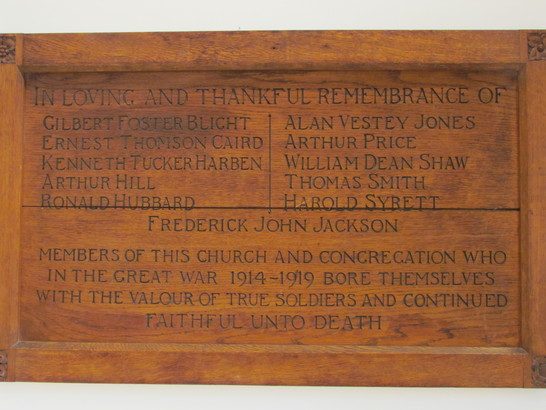 IN LOVING AND THANKFUL REMEMBRANCE OF
GILBERT FOSTER BLIGHT
ERNEST THOMSON CAIRD
KENNETH TUCKER HARBEN
ARTHUR HILL
RONALD HUBBARD
ALAN VESTEY JONES
ARTHUR PRICE
WILLIAM DEAN SHAW
THOMAS SMITH
HAROLD SYRETT
FREDERICK JOHN JACKSON
MEMBERS OF THIS CHURCH AND CONGREGATION WHO
IN THE GREAT WAR 1914~1919 BORE THEMSELVES
WITH THE VALOUR OF TRUE SOLDIERS AND CONTINUED
FAITHFUL UNTO DEATH